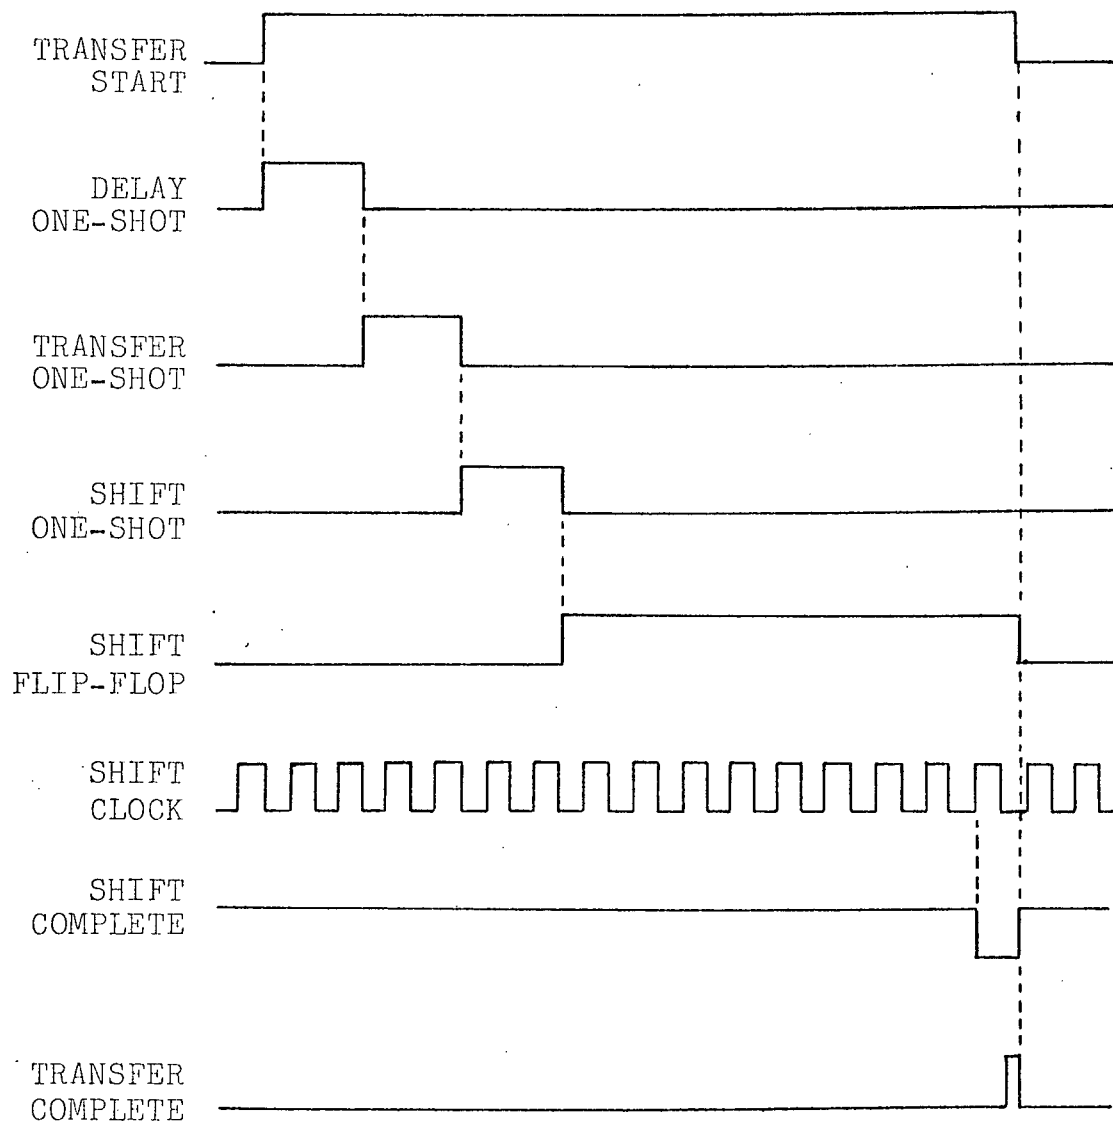 TRANSFER
START
DELAY
ONE-SHOT
TRANSFER
ONE-SHOT
SHIFT
ONE-SHOT
SHIFT
FLIP-FLOP
SHIFT
CLOCK
SHIFT
COMPLETE
TRANSFER
COMPLETE